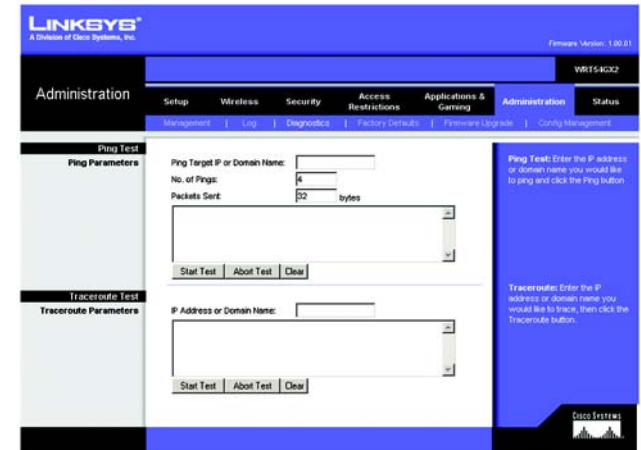 LINKSYS®
A Division of Cisco Systems, Inc.
Firmware Version: 1.00.01
WRT54GX2
Administration
Setup Wireless Security Access Restrictions Applications & Gaming Administration Status
Management | Log | Diagnostics | Factory Defaults | Firmware Upgrade | Config Management
Ping Test
Ping Parameters
Ping Target IP or Domain Name:
No. of Pings: 4
Packets Sent: 32 bytes
Start Test Abort Test Clear
Ping Test: Enter the IP address
or domain name you would like
to ping and click the Ping button
Traceroute Test
Traceroute Parameters
IP Address or Domain Name:
Start Test Abort Test Clear
Traceroute: Enter the IP
address or domain name you
would like to trace, then click the
Traceroute button.
CISCO SYSTEMS